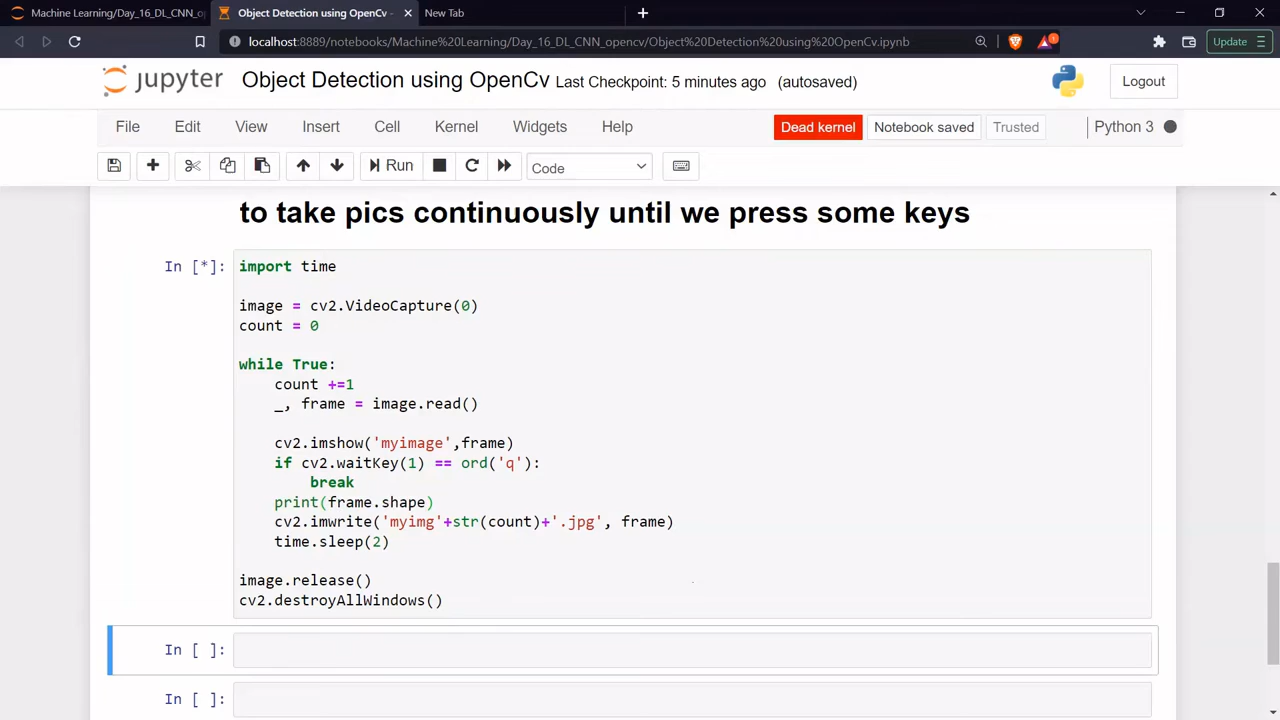 Machine Learning/Day_16_DL_CNN_op
Object Detection using OpenCv -
New Tab
localhost:8889/notebooks/Machine%20Learning/Day_16_DL_CNN_opencv/Object%20Detection%20using%20OpenCv.ipynb
1
Update
jupyter Object Detection using OpenCv Last Checkpoint: 5 minutes ago (autosaved)
Logout
File Edit View Insert Cell Kernel Widgets Help
Dead kernel Notebook saved Trusted Python 3
Run Code
to take pics continuously until we press some keys
In [*]: import time
image = cv2.VideoCapture(0)
count = 0
while True:
count +=1
_, frame = image.read()
cv2.imshow('myimage',frame)
if cv2.waitKey(1) == ord('q'):
break
print(frame.shape)
cv2.imwrite('myimg'+str(count)+'.jpg', frame)
time.sleep(2)
image.release()
cv2.destroyAllWindows()
In [ ]:
In [ ]: